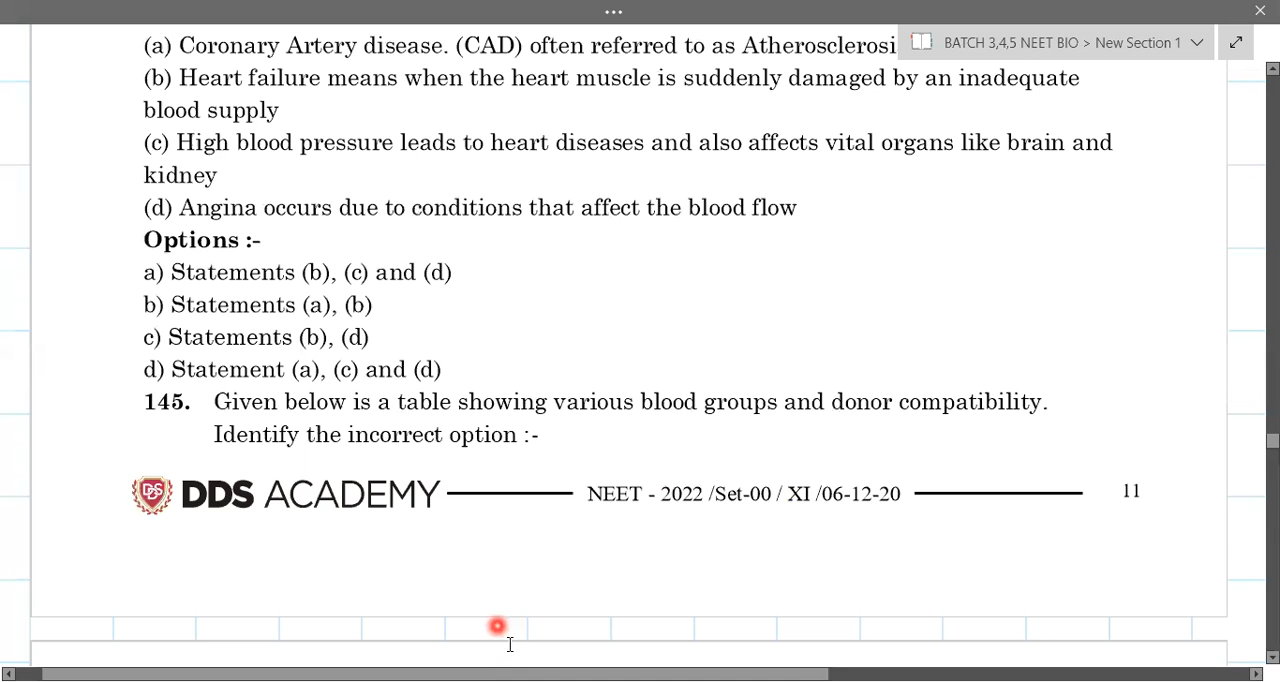 ...
BATCH 3,4,5 NEET BIO > New Section 1
(a) Coronary Artery disease. (CAD) often referred to as Atherosclerosi
(b) Heart failure means when the heart muscle is suddenly damaged by an inadequate
blood supply
(c) High blood pressure leads to heart diseases and also affects vital organs like brain and
kidney
(d) Angina occurs due to conditions that affect the blood flow
Options :-
a) Statements (b), (c) and (d)
b) Statements (a), (b)
c) Statements (b), (d)
d) Statement (a), (c) and (d)
145. Given below is a table showing various blood groups and donor compatibility.
Identify the incorrect option :-
DDS ACADEMY NEET - 2022 /Set-00 / XI /06-12-20 11